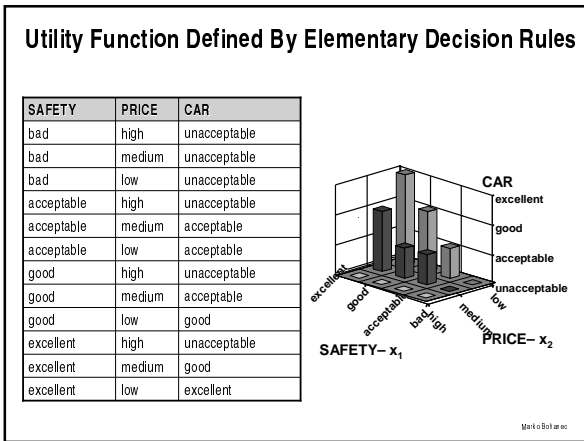 Utility Function Defined By Elementary Decision Rules
SAFETY PRICE CAR
bad high unacceptable
bad medium unacceptable
bad low unacceptable
acceptable high unacceptable
acceptable medium acceptable
acceptable low acceptable
good high unacceptable
good medium acceptable
good low good
excellent high unacceptable
excellent medium good
excellent low excellent
CAR
excellent
good
acceptable
unacceptable
excellent
good
acceptable
bad
high
medium
low
SAFETY– x₁
PRICE– x₂
Marko Bohanec